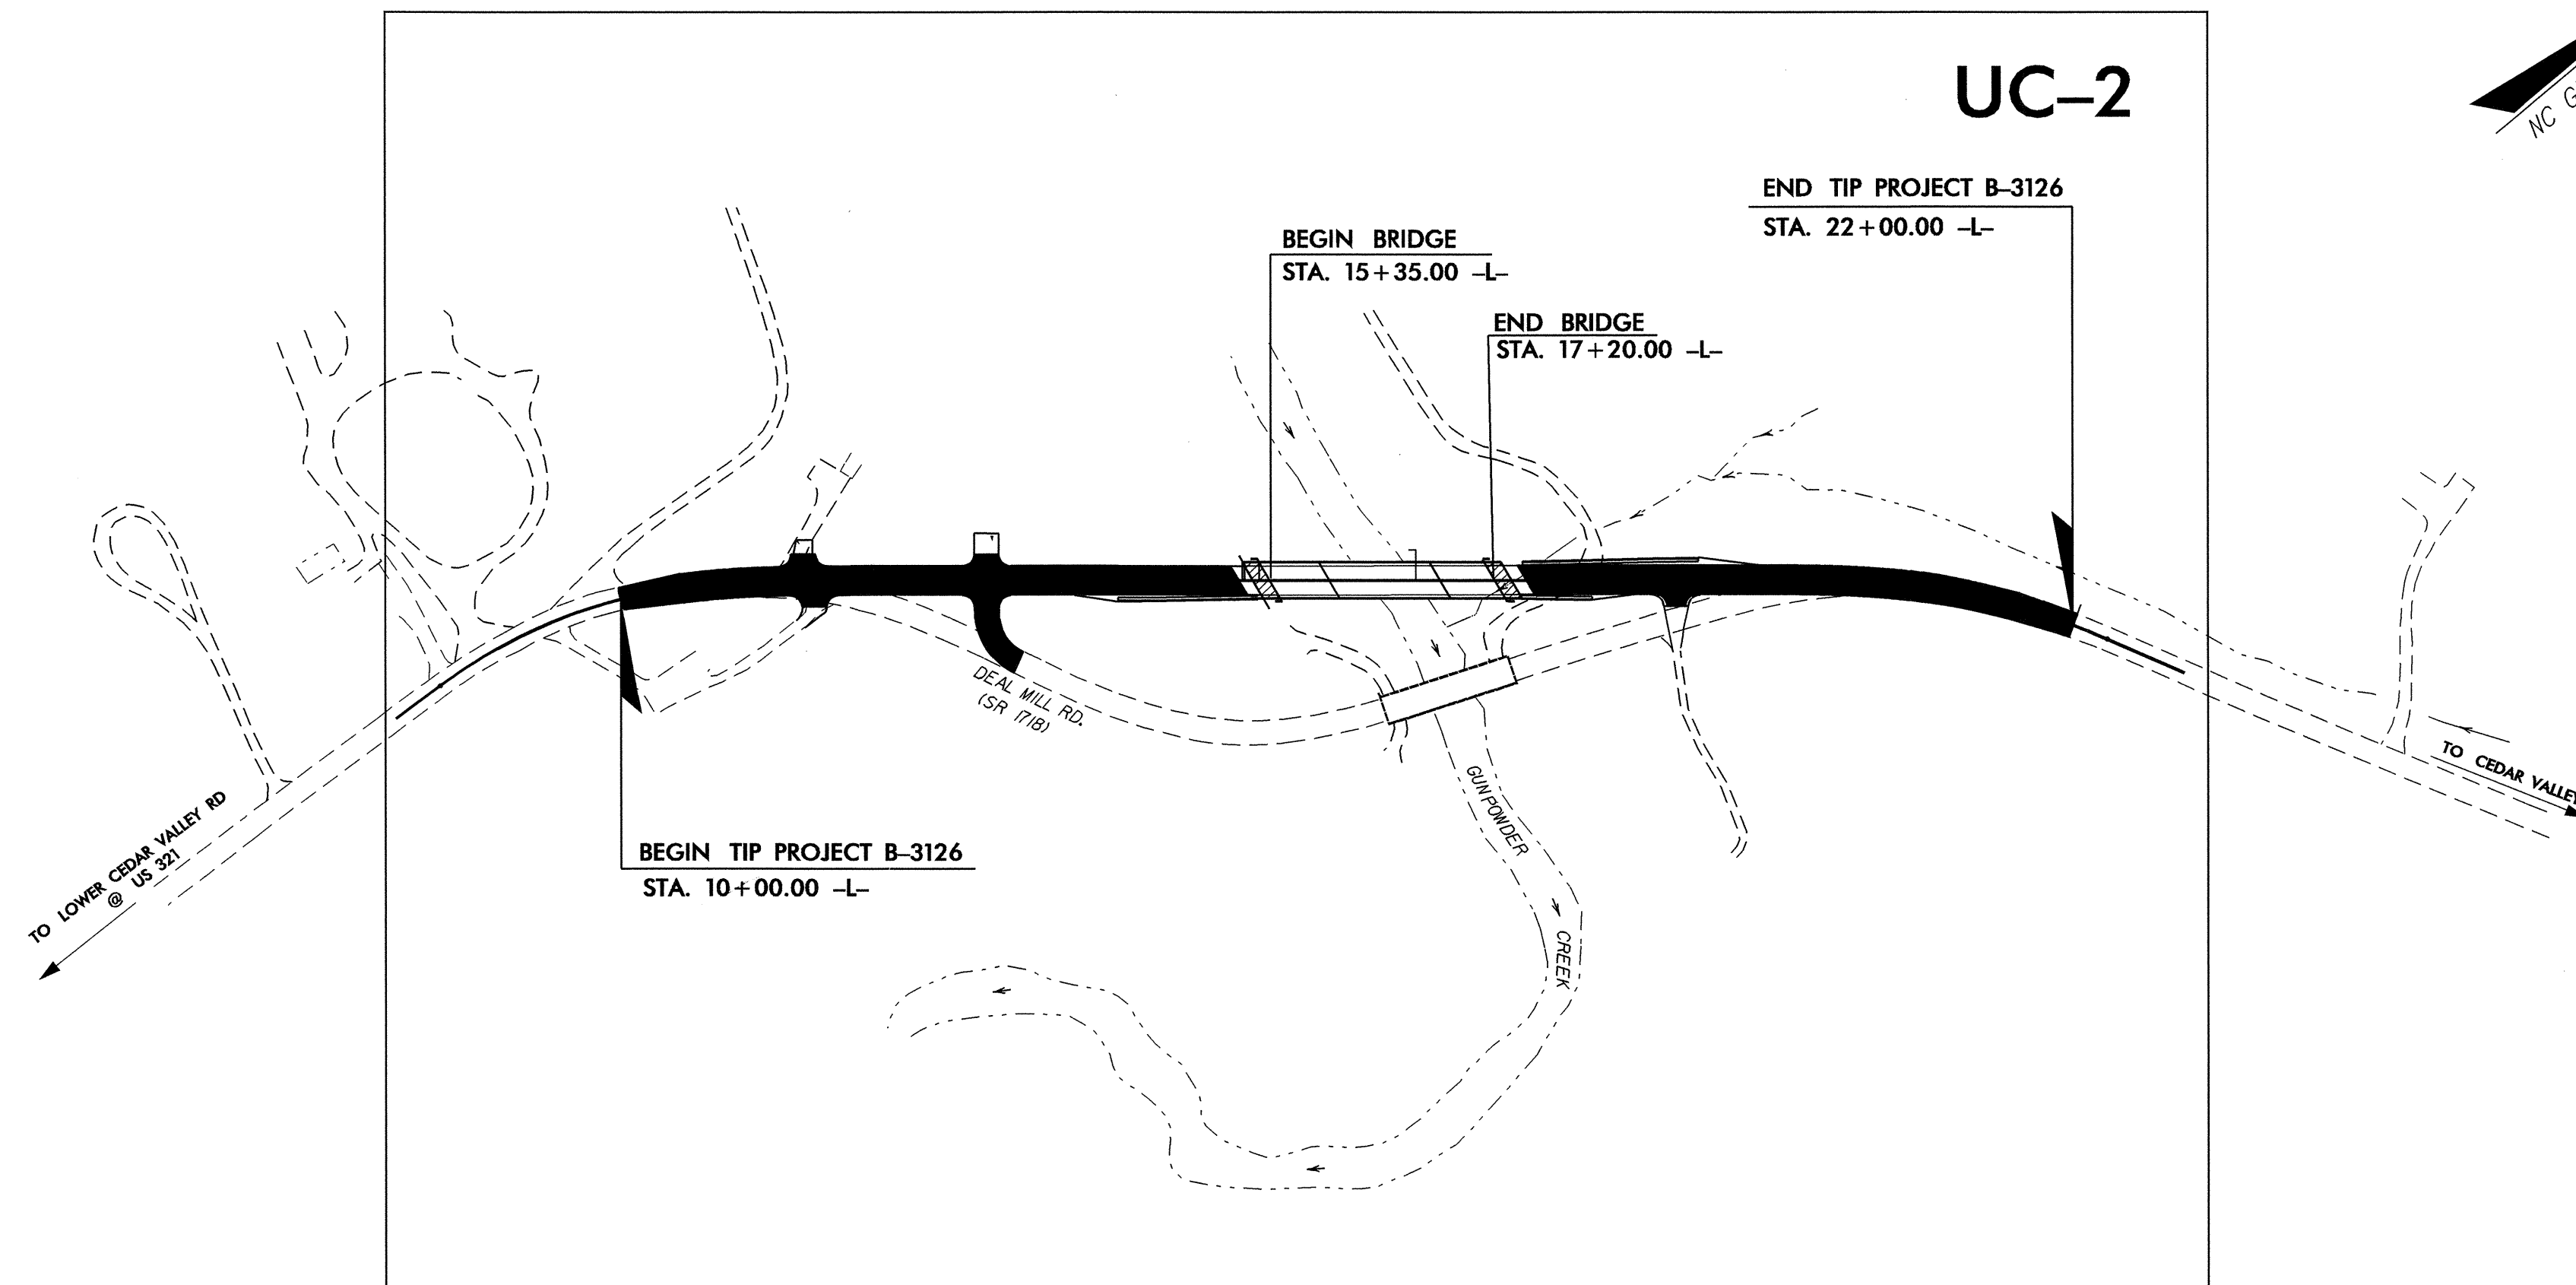 UC–2
NC
END TIP PROJECT B–3126
STA. 22+00.00 –L–
BEGIN BRIDGE
STA. 15+35.00 –L–
END BRIDGE
STA. 17+20.00 –L–
DEAL MILL RD.
(SR 1718)
GUNPOWDER
CREEK
TO CEDAR VALLEY
TO LOWER CEDAR VALLEY RD
@ US 321
BEGIN TIP PROJECT B–3126
STA. 10+00.00 –L–